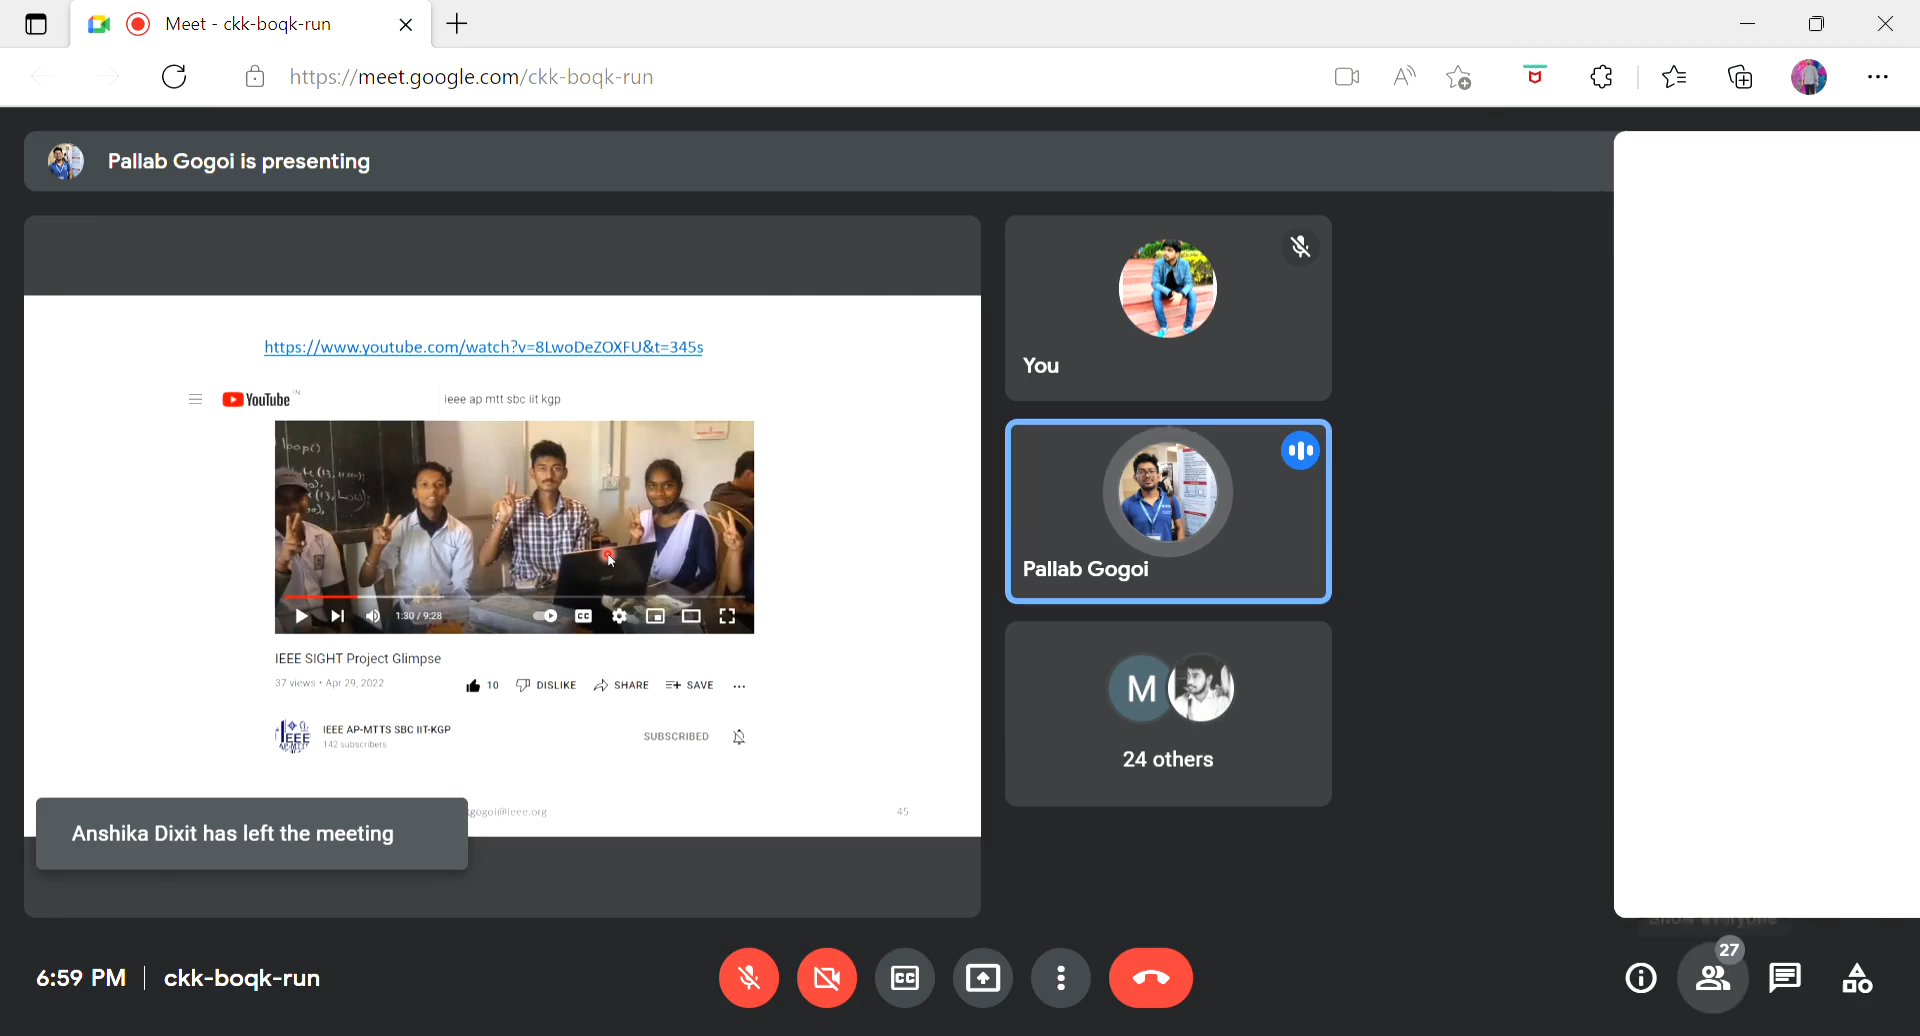 Meet - ckk-boqk-run
https://meet.google.com/ckk-boqk-run
Pallab Gogoi is presenting
https://www.youtube.com/watch?v=8LwoDeZOXFU&t=345s
YouTube IN
ieee ap mtt sbc iit kgp
loop()
1:30 / 9:28
CC
IEEE SIGHT Project Glimpse
37 views • Apr 29, 2022
10 DISLIKE SHARE SAVE
IEEE AP-MTTS SBC IIT-KGP
142 subscribers
SUBSCRIBED
gogoi@ieee.org
45
Anshika Dixit has left the meeting
You
Pallab Gogoi
M
24 others
6:59 PM | ckk-boqk-run
CC
27